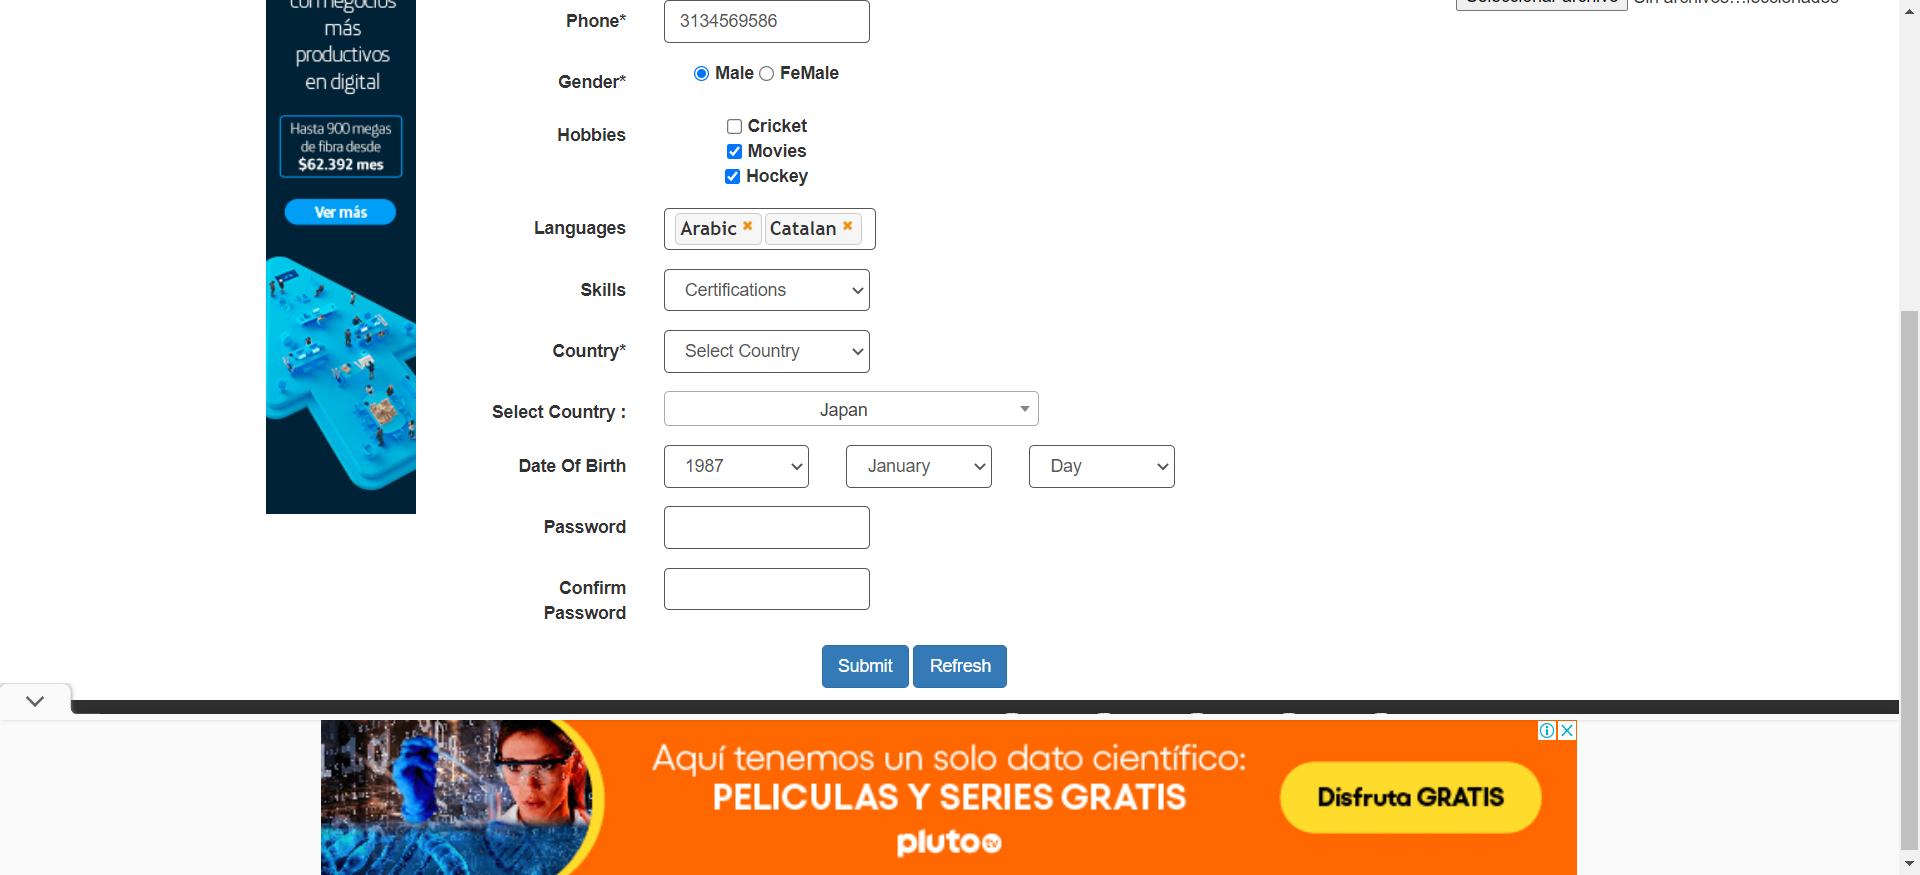 con negocios
más
productivos
en digital
Hasta 900 megas
de fibra desde
$62.392 mes
Ver más
Seleccionar archivo Sin archivos…leccionados
Phone* 3134569586
Gender* Male FeMale
Hobbies Cricket
Movies
Hockey
Languages Arabic Catalan
Skills Certifications
Country* Select Country
Select Country : Japan
Date Of Birth 1987 January Day
Password
Confirm
Password
Submit Refresh
Aquí tenemos un solo dato científico:
PELICULAS Y SERIES GRATIS
pluto tv
Disfruta GRATIS